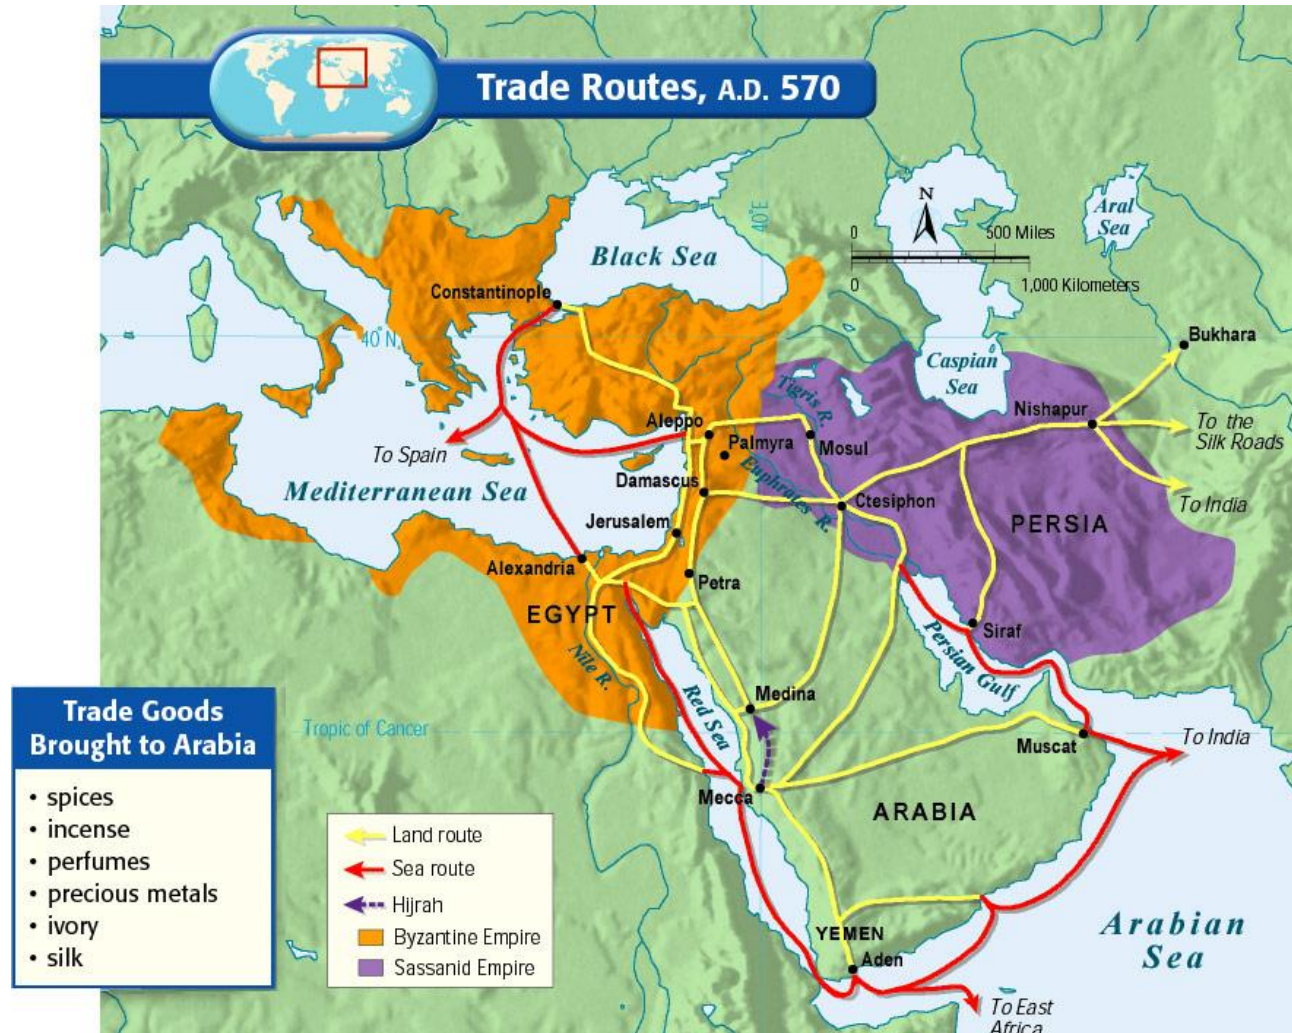 Trade Routes, A.D. 570
Black Sea
40°E
N
0
500 Miles
0
1,000 Kilometers
Aral
Sea
Constantinople
40° N.
Caspian
Sea
Bukhara
Nishapur
To the
Silk Roads
To India
Tigris R.
Aleppo
Palmyra
Mosul
To Spain
Mediterranean Sea
Damascus
Euphrates R.
Ctesiphon
PERSIA
Jerusalem
Alexandria
Petra
EGYPT
Nile R.
Siraf
Persian Gulf
Red Sea
Medina
Tropic of Cancer
Muscat
To India
Mecca
ARABIA
YEMEN
Aden
Arabian
Sea
To East
Africa
Trade Goods
Brought to Arabia
• spices
• incense
• perfumes
• precious metals
• ivory
• silk
Land route
Sea route
Hijrah
Byzantine Empire
Sassanid Empire